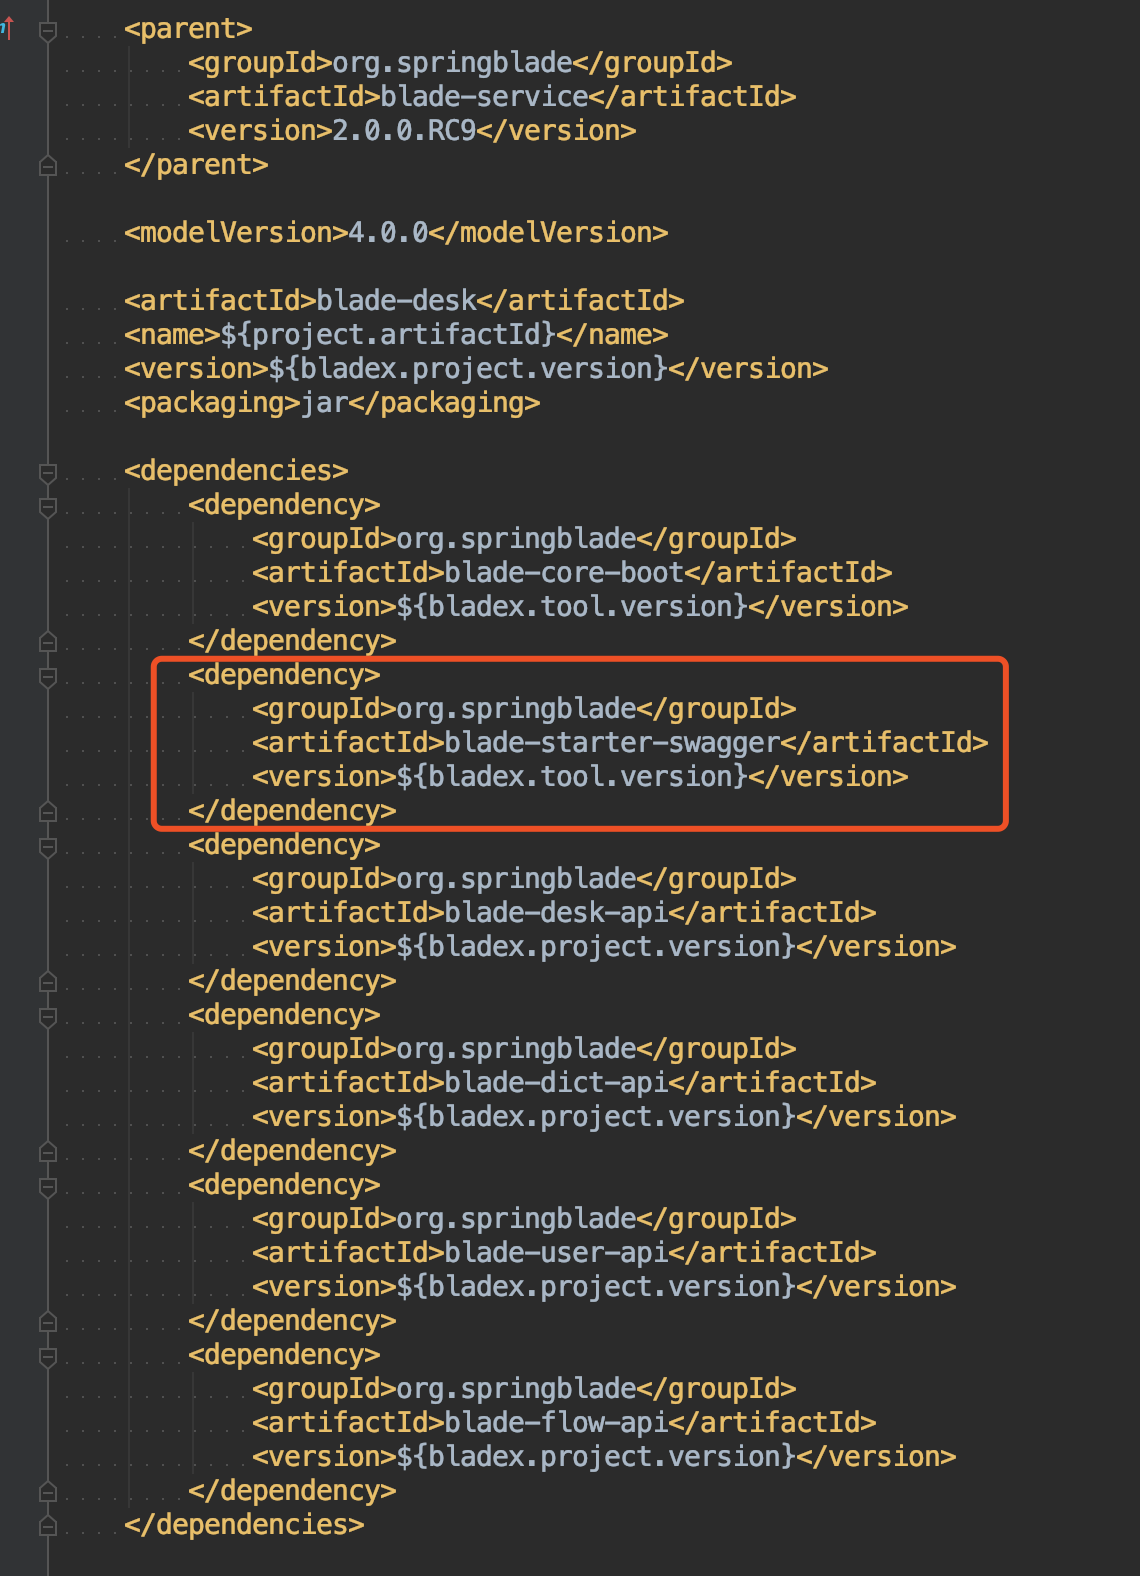 <parent>
<groupId>org.springblade</groupId>
<artifactId>blade-service</artifactId>
<version>2.0.0.RC9</version>
</parent>
<modelVersion>4.0.0</modelVersion>
<artifactId>blade-desk</artifactId>
<name>${project.artifactId}</name>
<version>${bladex.project.version}</version>
<packaging>jar</packaging>
<dependencies>
<dependency>
<groupId>org.springblade</groupId>
<artifactId>blade-core-boot</artifactId>
<version>${bladex.tool.version}</version>
</dependency>
<dependency>
<groupId>org.springblade</groupId>
<artifactId>blade-starter-swagger</artifactId>
<version>${bladex.tool.version}</version>
</dependency>
<dependency>
<groupId>org.springblade</groupId>
<artifactId>blade-desk-api</artifactId>
<version>${bladex.project.version}</version>
</dependency>
<dependency>
<groupId>org.springblade</groupId>
<artifactId>blade-dict-api</artifactId>
<version>${bladex.project.version}</version>
</dependency>
<dependency>
<groupId>org.springblade</groupId>
<artifactId>blade-user-api</artifactId>
<version>${bladex.project.version}</version>
</dependency>
<dependency>
<groupId>org.springblade</groupId>
<artifactId>blade-flow-api</artifactId>
<version>${bladex.project.version}</version>
</dependency>
</dependencies>